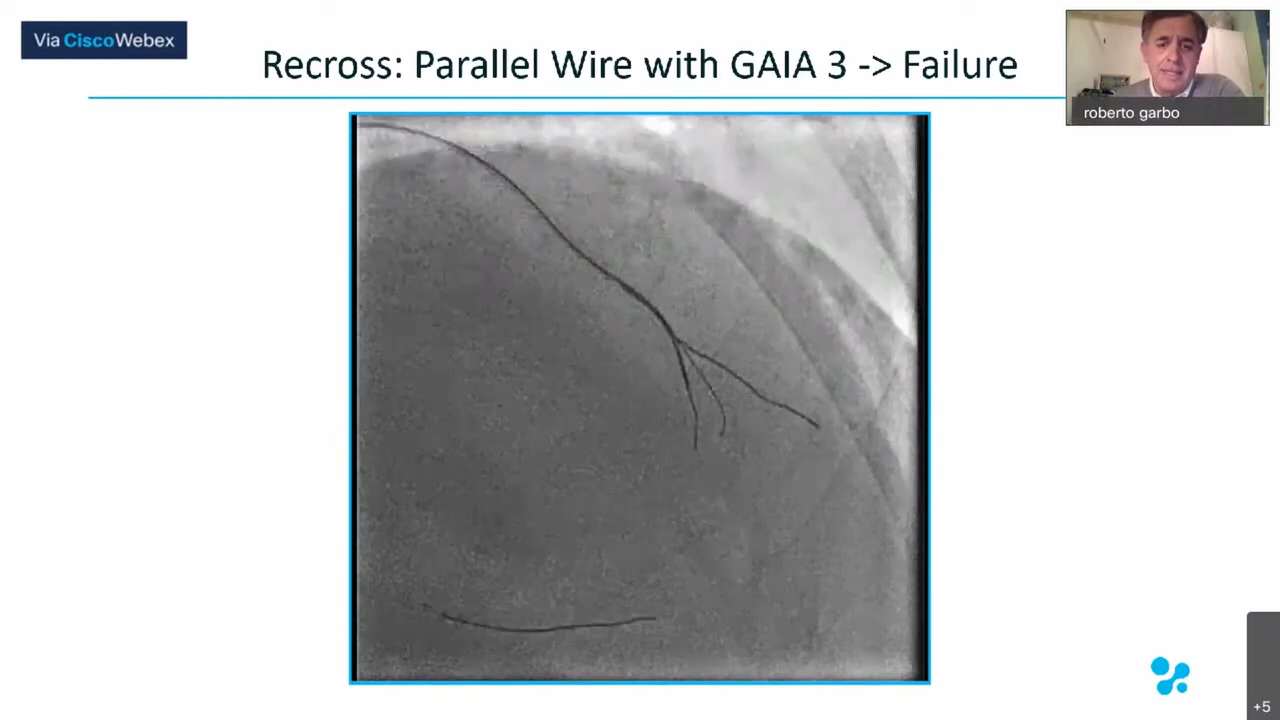 Via CiscoWebex
Recross: Parallel Wire with GAIA 3 -> Failure
roberto garbo
+5